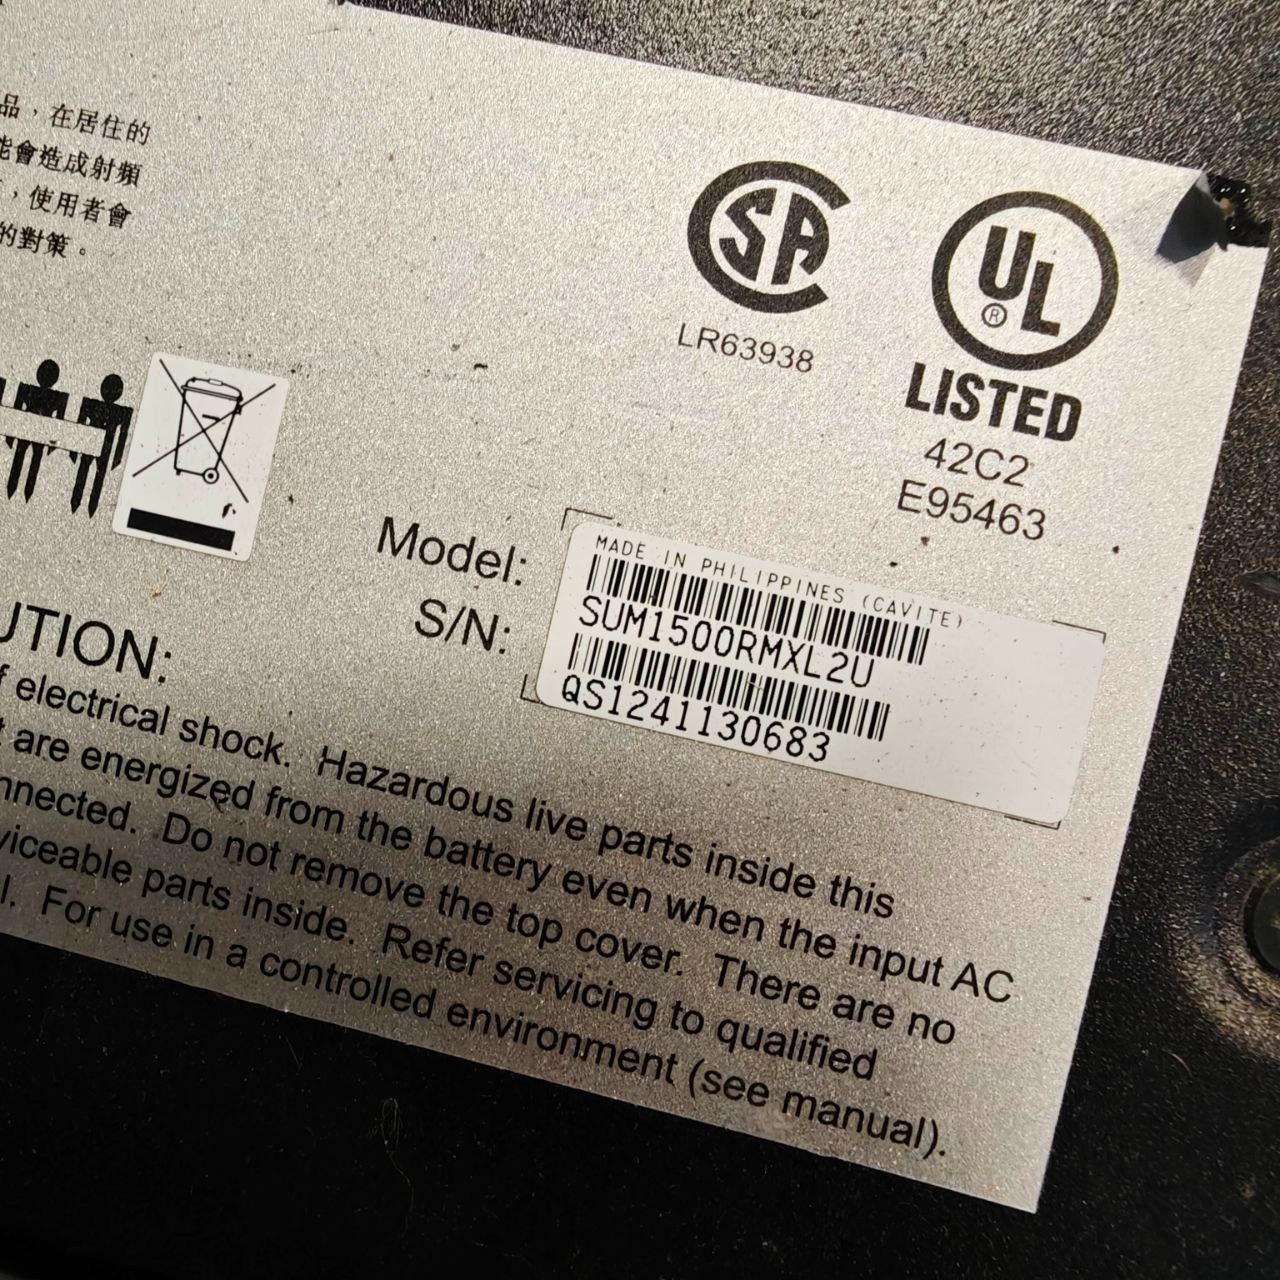 品，在居住的
能會造成射頻
，使用者會
的對策。
LR63938
UL
®
LISTED
42C2
E95463
Model:
S/N:
MADE IN PHILIPPINES (CAVITE)
SUM1500RMXL2U
QS1241130683
UTION:
f electrical shock. Hazardous live parts inside this
t are energized from the battery even when the input AC
nnected. Do not remove the top cover. There are no
viceable parts inside. Refer servicing to qualified
l. For use in a controlled environment (see manual).